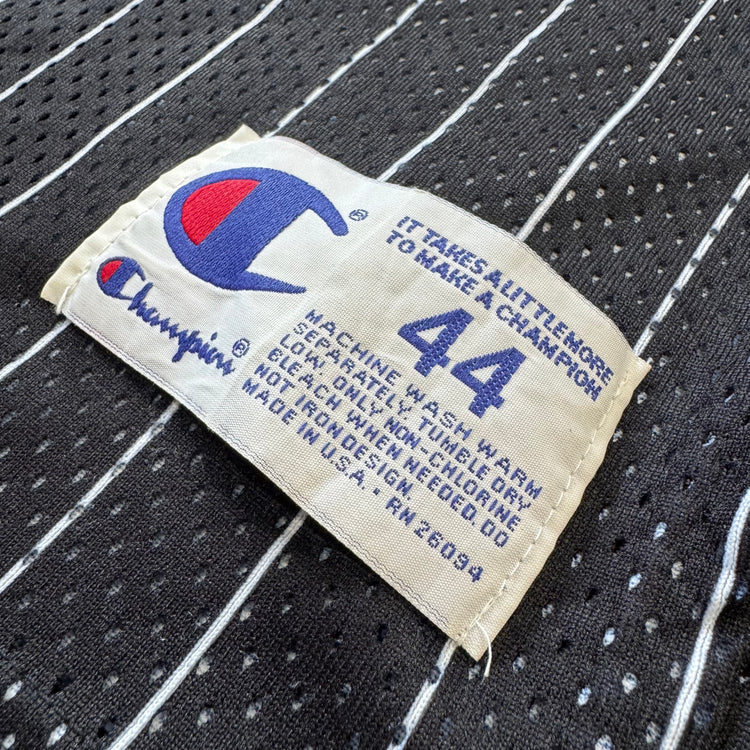 ®
Champion®
IT TAKES A LITTLE MORE
TO MAKE A CHAMPION
44
MACHINE WASH WARM
SEPARATELY TUMBLE DRY
LOW, ONLY NON-CHLORINE
BLEACH WHEN NEEDED. DO
NOT IRON DESIGN.
MADE IN U.S.A. • RN 26094